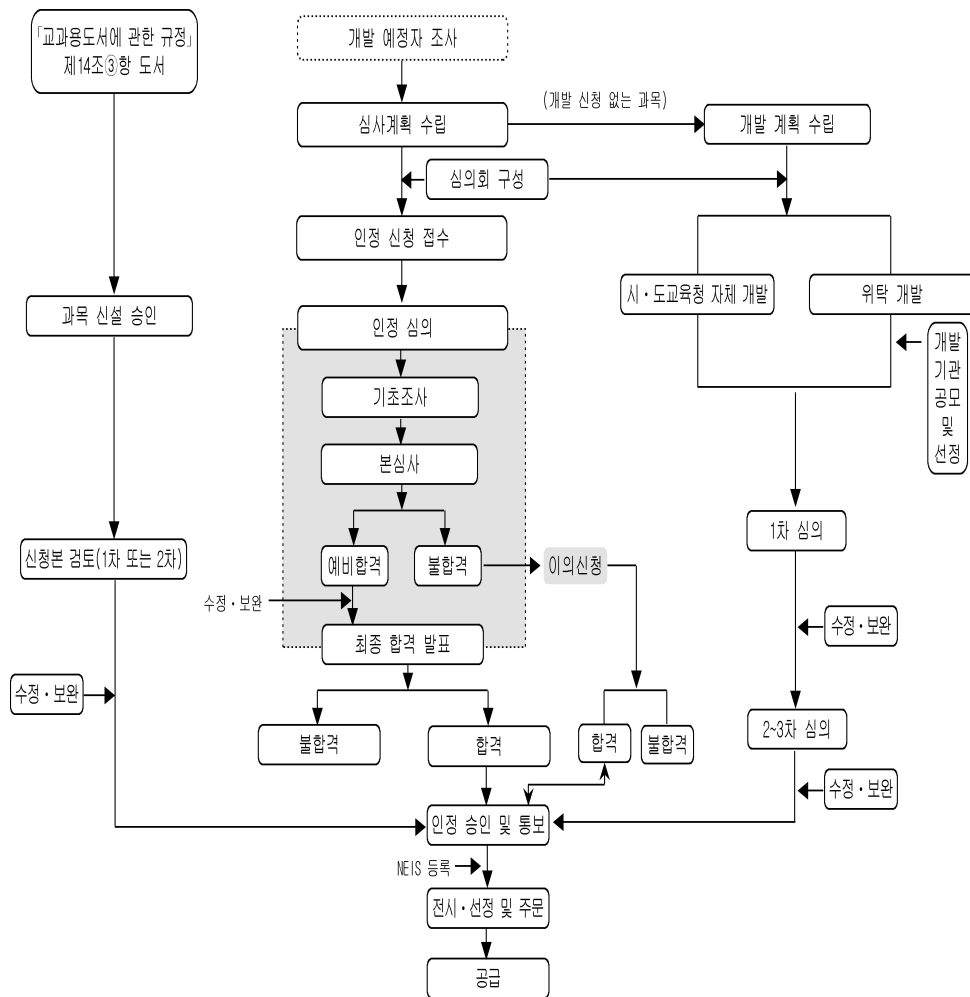 「교과용도서에 관한 규정」
제14조③항 도서
개발 예정자 조사
(개발 신청 없는 과목)
심사계획 수립
개발 계획 수립
심의회 구성
인정 신청 접수
시・도교육청 자체 개발
위탁 개발
과목 신설 승인
인정 심의
개발
기관
공모
및
선정
기초조사
본심사
1차 심의
신청본 검토(1차 또는 2차)
예비합격
불합격
이의신청
수정・보완
수정・보완
최종 합격 발표
수정・보완
불합격
합격
합격
불합격
2~3차 심의
수정・보완
인정 승인 및 통보
NEIS 등록
전시・선정 및 주문
공급